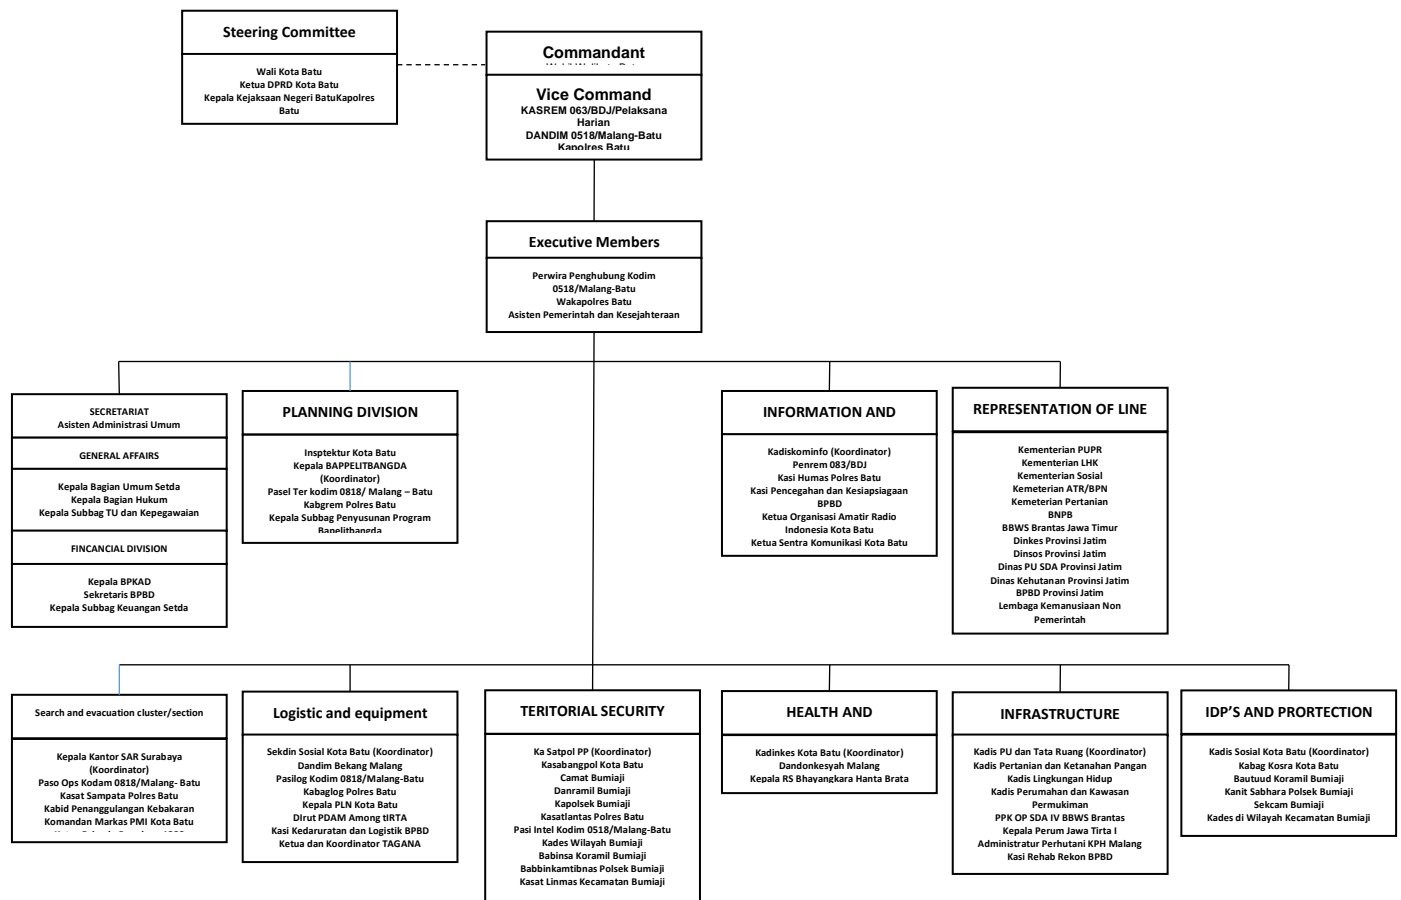 Steering Committee
Wali Kota Batu
Ketua DPRD Kota Batu
Kepala Kejaksaan Negeri BatuKapolres
Batu
Commandant
Vice Command
KASREM 063/BDJ/Pelaksana
Harian
DANDIM 0518/Malang-Batu
Kapolres Batu
Executive Members
Perwira Penghubung Kodim
0518/Malang-Batu
Wakapolres Batu
Asisten Pemerintah dan Kesejahteraan
SECRETARIAT
Asisten Administrasi Umum
GENERAL AFFAIRS
Kepala Bagian Umum Setda
Kepala Bagian Hukum
Kepala Subbag TU dan Kepegawaian
FINCANCIAL DIVISION
Kepala BPKAD
Sekretaris BPBD
Kepala Subbag Keuangan Setda
PLANNING DIVISION
Insptektur Kota Batu
Kepala BAPPELITBANGDA
(Koordinator)
Pasel Ter kodim 0818/ Malang – Batu
Kabgrem Polres Batu
Kepala Subbag Penyusunan Program
Bapelitbangda
INFORMATION AND
Kadiskominfo (Koordinator)
Penrem 083/BDJ
Kasi Humas Polres Batu
Kasi Pencegahan dan Kesiapsiagaan
BPBD
Ketua Organisasi Amatir Radio
Indonesia Kota Batu
Ketua Sentra Komunikasi Kota Batu
REPRESENTATION OF LINE
Kementerian PUPR
Kementerian LHK
Kementerian Sosial
Kemeterian ATR/BPN
Kemeterian Pertanian
BNPB
BBWS Brantas Jawa Timur
Dinkes Provinsi Jatim
Dinsos Provinsi Jatim
Dinas PU SDA Provinsi Jatim
Dinas Kehutanan Provinsi Jatim
BPBD Provinsi Jatim
Lembaga Kemanusiaan Non
Pemerintah
Search and evacuation cluster/section
Kepala Kantor SAR Surabaya
(Koordinator)
Paso Ops Kodam 0818/Malang- Batu
Kasat Sampata Polres Batu
Kabid Penanggulangan Kebakaran
Komandan Markas PMI Kota Batu
Logistic and equipment
Sekdin Sosial Kota Batu (Koordinator)
Dandim Bekang Malang
Pasilog Kodim 0818/Malang-Batu
Kabaglog Polres Batu
Kepala PLN Kota Batu
DIrut PDAM Among tIRTA
Kasi Kedaruratan dan Logistik BPBD
Ketua dan Koordinator TAGANA
TERITORIAL SECURITY
Ka Satpol PP (Koordinator)
Kasabangpol Kota Batu
Camat Bumiaji
Danramil Bumiaji
Kapolsek Bumiaji
Kasatlantas Polres Batu
Pasi Intel Kodim 0518/Malang-Batu
Kades Wilayah Bumiaji
Babinsa Koramil Bumiaji
Babbinkamtibnas Polsek Bumiaji
Kasat Linmas Kecamatan Bumiaji
HEALTH AND
Kadinkes Kota Batu (Koordinator)
Dandonkesyah Malang
Kepala RS Bhayangkara Hanta Brata
INFRASTRUCTURE
Kadis PU dan Tata Ruang (Koordinator)
Kadis Pertanian dan Ketanahan Pangan
Kadis Lingkungan Hidup
Kadis Perumahan dan Kawasan
Permukiman
PPK OP SDA IV BBWS Brantas
Kepala Perum Jawa Tirta I
Administratur Perhutani KPH Malang
Kasi Rehab Rekon BPBD
IDP'S AND PRORTECTION
Kadis Sosial Kota Batu (Koordinator)
Kabag Kosra Kota Batu
Bautuud Koramil Bumiaji
Kanit Sabhara Polsek Bumiaji
Sekcam Bumiaji
Kades di Wilayah Kecamatan Bumiaji